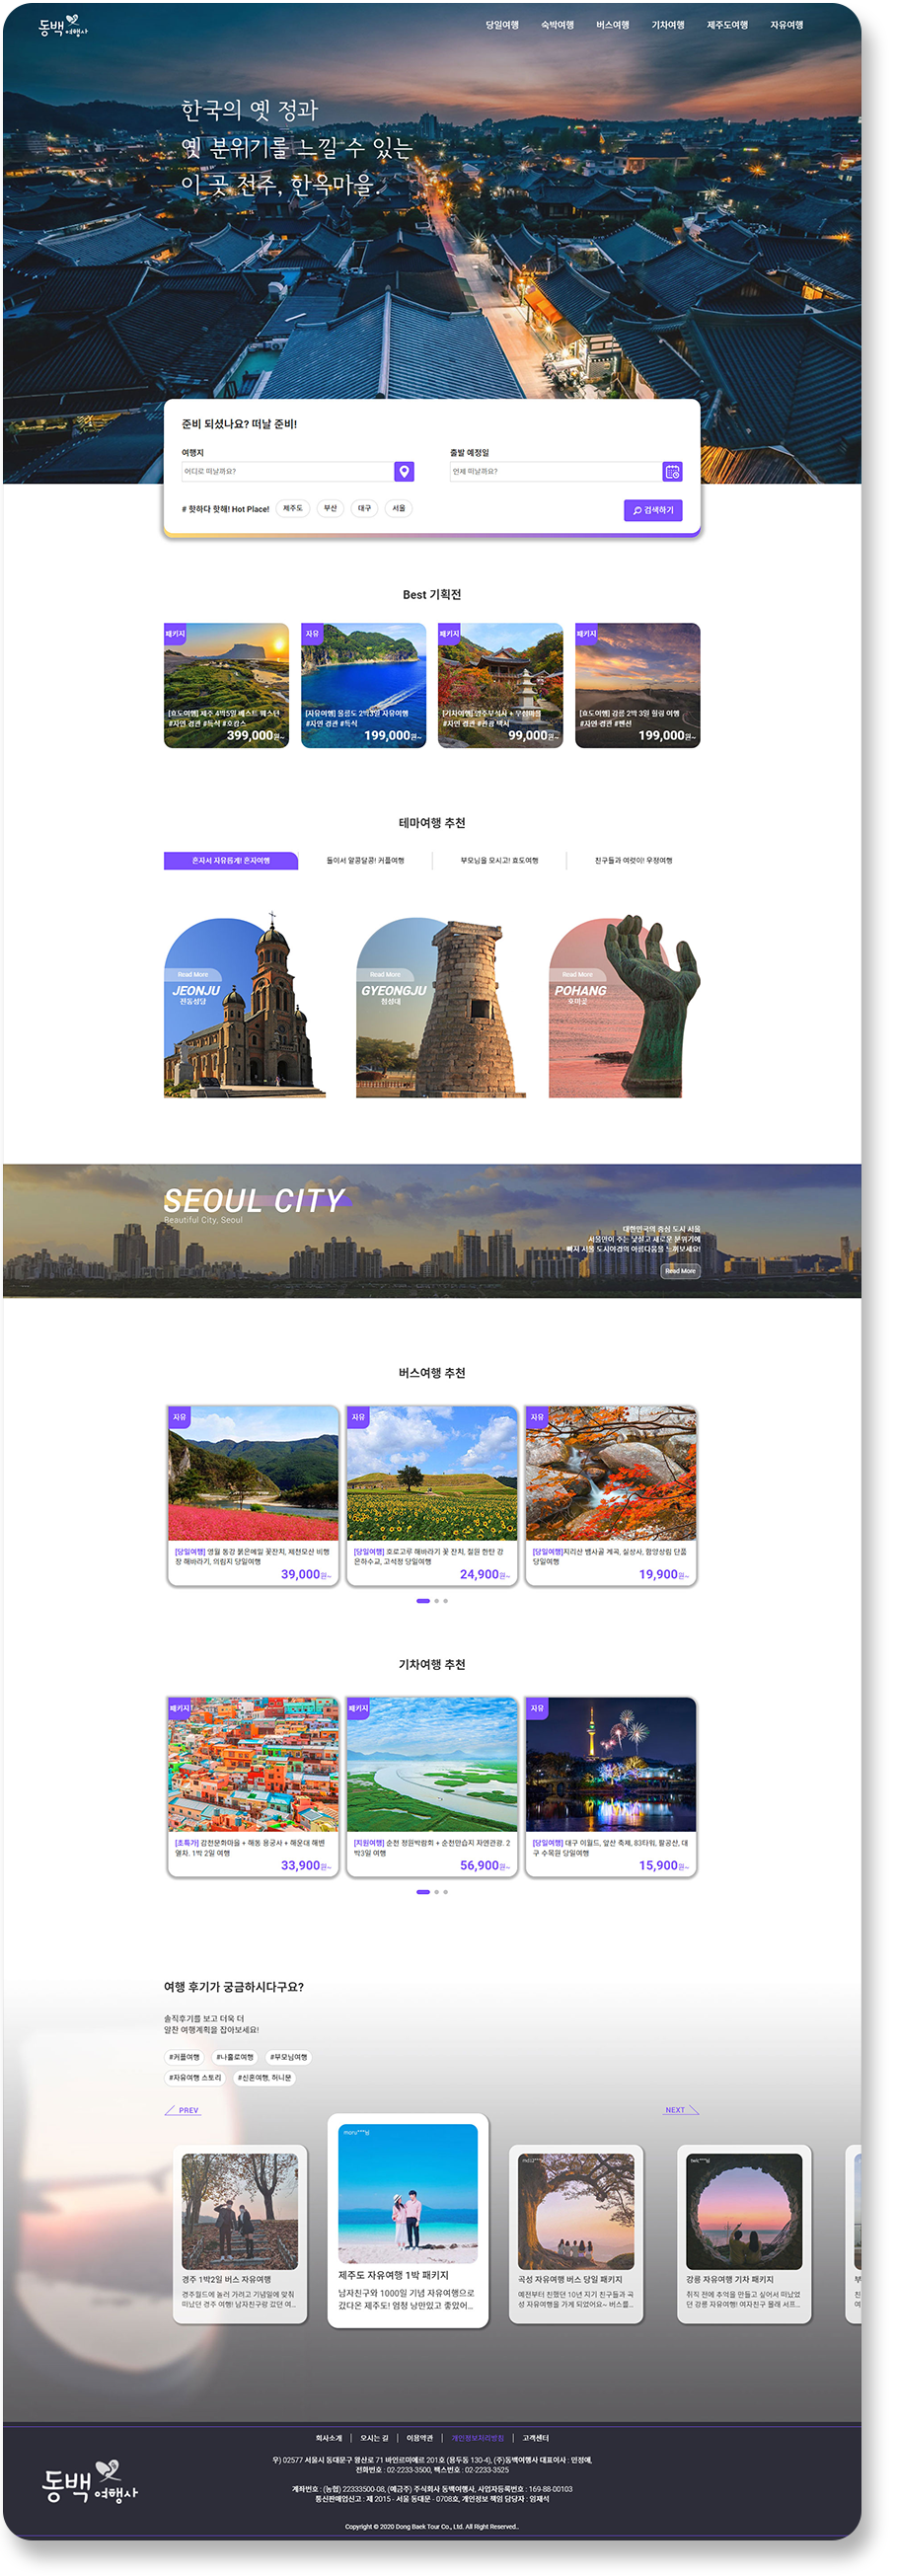 동백여행사
당일여행 숙박여행 버스여행 기차여행 제주도여행 자유여행
한국의 옛 정과
옛 분위기를 느낄 수 있는
이 곳 전주, 한옥마을.
준비 되셨나요? 떠날 준비!
여행지 출발 예정일
어디로 떠날까요? 언제 떠날까요?
# 핫하다 핫해! Hot Place! 제주도 부산 대구 서울 검색하기
Best 기획전
패키지 자유 패키지 패키지
[효도여행] 제주 4박5일 베스트 웨스턴
#자연 경관 #독석 #호캉스
399,000원~
[자유여행] 울릉도 2박3일 자유여행
#자연 경관 #독석
199,000원~
[기차여행] 영주부석사 + 무섬마을
#자연 경관 #관광 택시
99,000원~
[효도여행] 강릉 2박 3일 힐링 여행
#자연 경관 #펜션
199,000원~
테마여행 추천
혼자서 자유롭게! 혼자여행 둘이서 알콩달콩! 커플여행 부모님을 모시고! 효도여행 친구들과 여럿이! 우정여행
Read More Read More Read More
JEONJU GYEONGJU POHANG
전동성당 첨성대 호미곶
SEOUL CITY
Beautiful City, Seoul
대한민국의 중심 도시 서울
서울만이 주는 낯설고 새로운 분위기에
빠져 서울 도시야경의 아름다움을 느껴보세요!
Read More
버스여행 추천
자유 자유 자유
[당일여행] 영월 동강 붉은메밀 꽃잔치, 제천모산 비행
장 해바라기, 의림지 당일여행
39,000원~
[당일여행] 호로고루 해바라기 꽃 잔치, 철원 한탄 강
은하수교, 고석정 당일여행
24,900원~
[당일여행]지리산 뱀사골 계곡, 실상사, 함양상림 단풍
당일여행
19,900원~
기차여행 추천
패키지 패키지 자유
[초특가] 감천문화마을 + 해동 용궁사 + 해운대 해변
열차. 1박 2일 여행
33,900원~
[지원여행] 순천 정원박람회 + 순천만습지 자연관광. 2
박3일 여행
56,900원~
[당일여행] 대구 이월드, 앞산 축제, 83타워, 팔공산, 대
구 수목원 당일여행
15,900원~
여행 후기가 궁금하시다구요?
솔직후기를 보고 더욱 더
알찬 여행계획을 잡아보세요!
#커플여행 #나홀로여행 #부모님여행
#자유여행 스토리 #신혼여행, 허니문
PREV NEXT
moru***님
경주 1박2일 버스 자유여행
경주월드에 놀러 가려고 기념일에 맞춰
떠났던 경주 여행! 남자친구랑 갔던 여...
제주도 자유여행 1박 패키지
남자친구와 1000일 기념 자유여행으로
갔다온 제주도! 엄청 낭만있고 좋았어...
곡성 자유여행 버스 당일 패키지
예전부터 친했던 10년 지기 친구들과 곡
성 자유여행을 가게 되었어요~ 버스를...
강릉 자유여행 기차 패키지
취직 전에 추억을 만들고 싶어서 떠났었
던 강릉 자유여행! 여자친구 몰래 서프...
회사소개 오시는 길 이용약관 개인정보처리방침 고객센터
동백여행사
우) 02577 서울시 동대문구 왕산로 71 바인르미에르 201호 (용두동 130-4), (주)동백여행사 대표이사 : 민정애,
전화번호 : 02-2233-3500, 팩스번호 : 02-2233-3525
계좌번호 : (농협) 22333500-08, (예금주) 주식회사 동백여행사, 사업자등록번호 : 169-88-00103
통신판매업신고 : 제 2015 - 서울 동대문 - 0708호, 개인정보 책임 담당자 : 임재석
Copyright © 2020 Dong Baek Tour Co., Ltd. All Right Reserved..